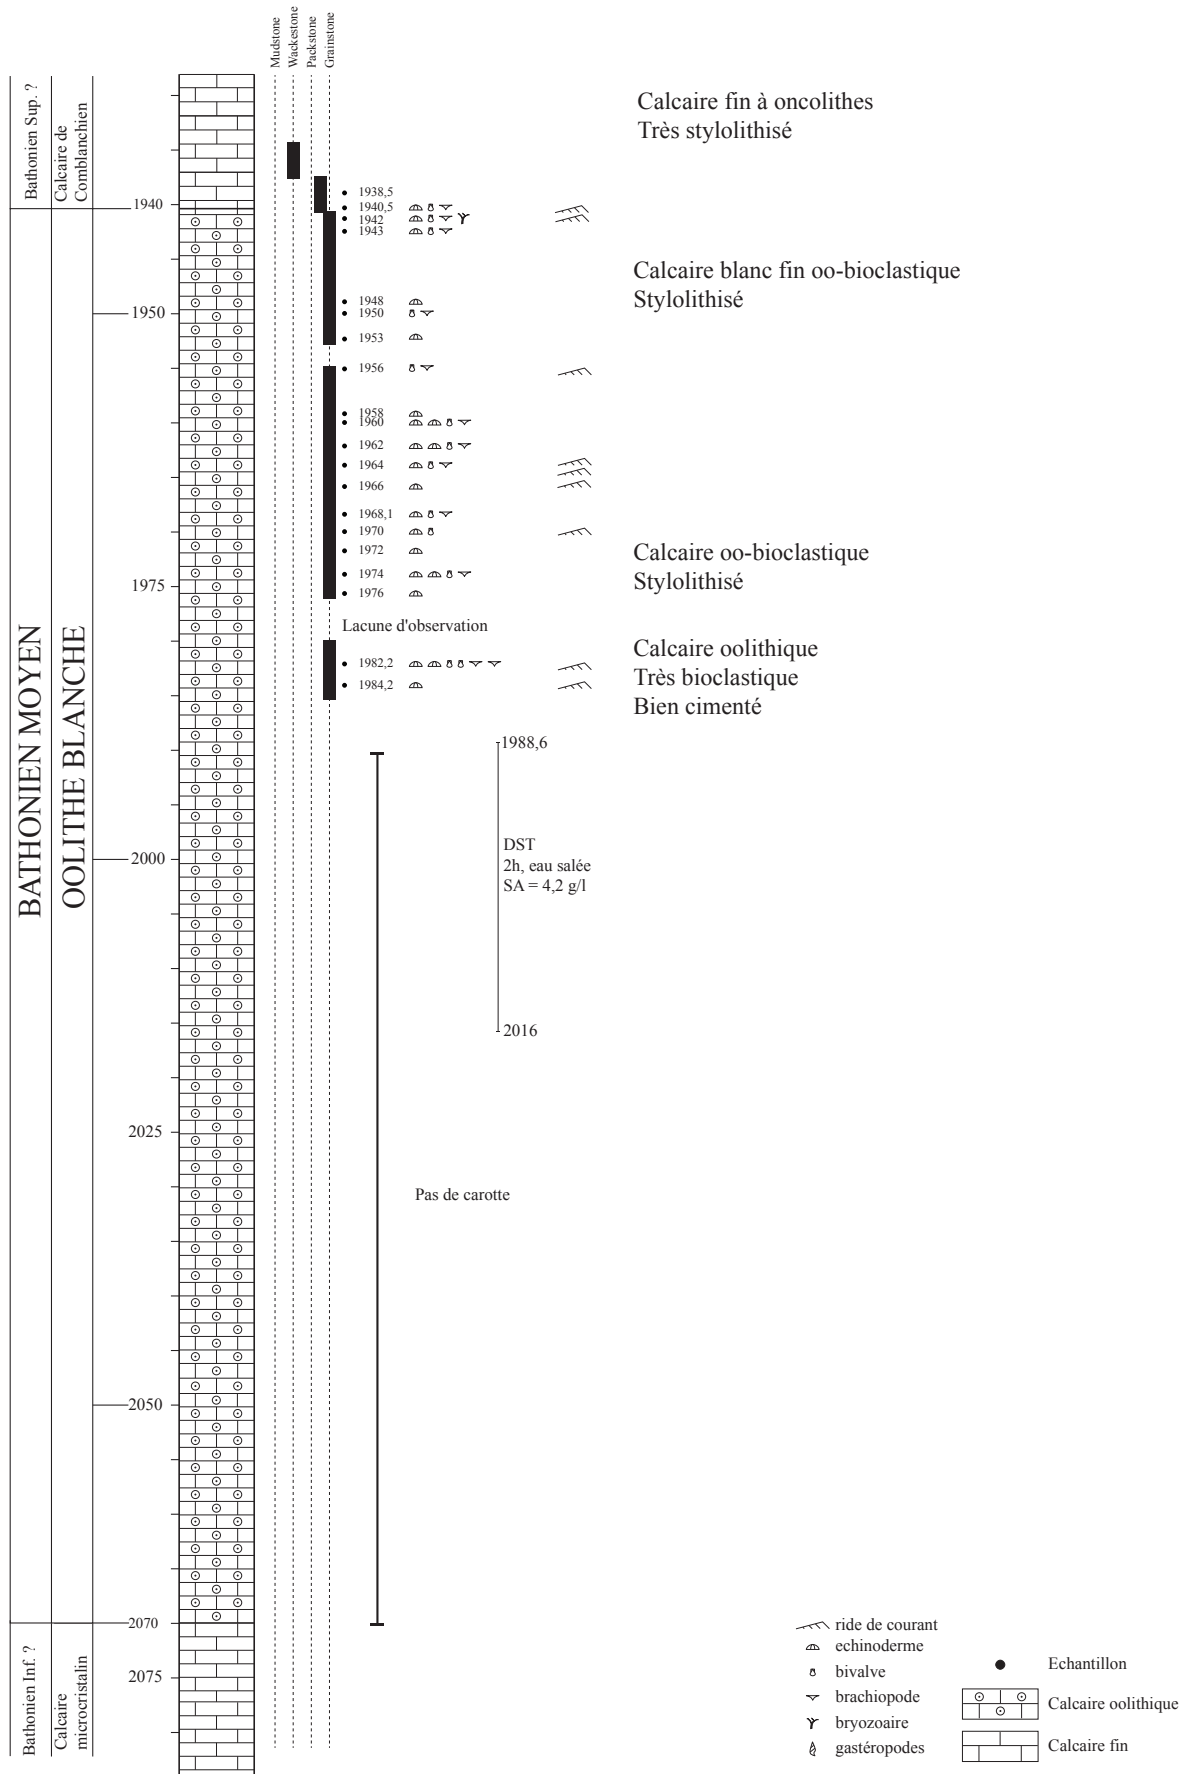 Mudstone
Wackestone
Packstone
Grainstone
Bathonien Sup. ?
Calcaire de
Comblanchien
BATHONIEN MOYEN
OOLITHE BLANCHE
Bathonien Inf. ?
Calcaire
microcristalin
1940
1950
1975
2000
2025
2050
2070
2075
1938,5
1940,5
1942
1943
1948
1950
1953
1956
1958
1960
1962
1964
1966
1968,1
1970
1972
1974
1976
Lacune d'observation
1982,2
1984,2
Calcaire fin à oncolithes
Très stylolithisé
Calcaire blanc fin oo-bioclastique
Stylolithisé
Calcaire oo-bioclastique
Stylolithisé
Calcaire oolithique
Très bioclastique
Bien cimenté
1988,6
DST
2h, eau salée
SA = 4,2 g/l
2016
Pas de carotte
ride de courant
echinoderme
bivalve
brachiopode
bryozoaire
gastéropodes
Echantillon
Calcaire oolithique
Calcaire fin